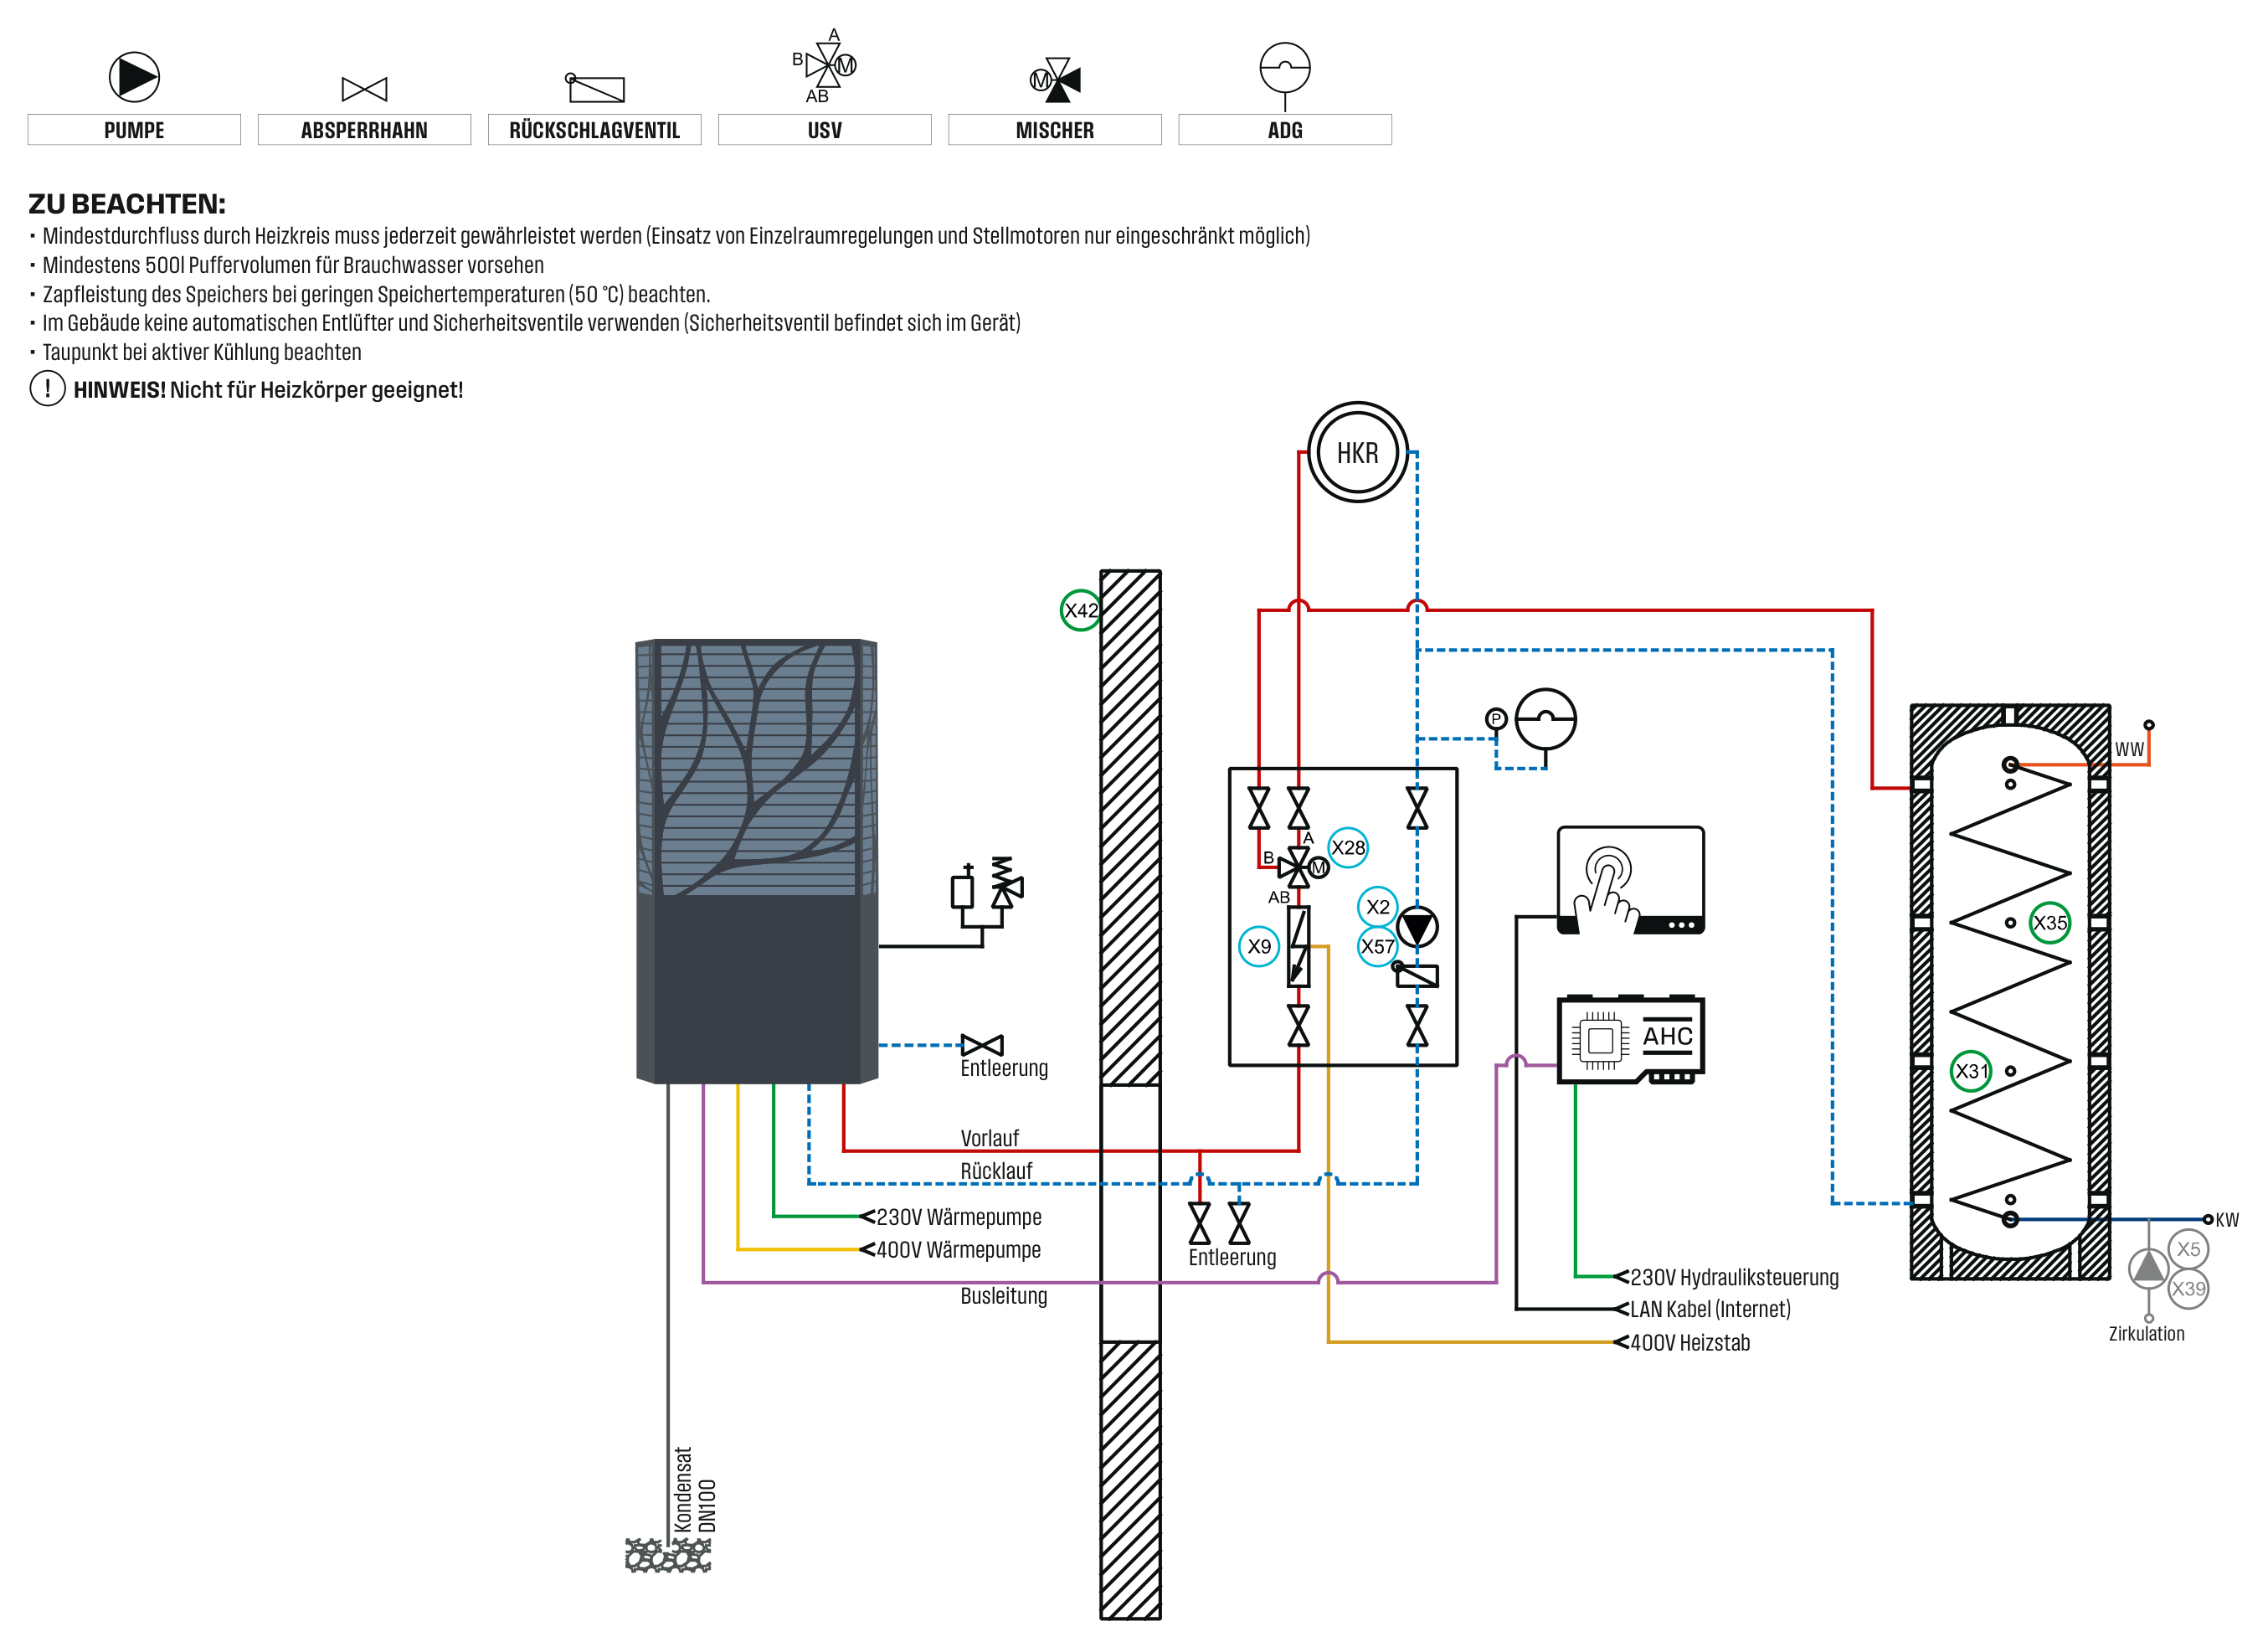 A
B
M
AB
M
PUMPE
ABSPERRHAHN
RÜCKSCHLAGVENTIL
USV
MISCHER
ADG
ZU BEACHTEN:
· Mindestdurchfluss durch Heizkreis muss jederzeit gewährleistet werden (Einsatz von Einzelraumregelungen und Stellmotoren nur eingeschränkt möglich)
· Mindestens 500l Puffervolumen für Brauchwasser vorsehen
· Zapfleistung des Speichers bei geringen Speichertemperaturen (50 °C) beachten.
· Im Gebäude keine automatischen Entlüfter und Sicherheitsventile verwenden (Sicherheitsventil befindet sich im Gerät)
· Taupunkt bei aktiver Kühlung beachten
! HINWEIS! Nicht für Heizkörper geeignet!
HKR
X42
P
WW
A
X28
B
M
AB
X2
X9
X57
X35
AHC
X31
Entleerung
Vorlauf
Rücklauf
230V Wärmepumpe
400V Wärmepumpe
Entleerung
Busleitung
230V Hydrauliksteuerung
LAN Kabel (Internet)
400V Heizstab
KW
X5
X39
Zirkulation
Kondensat
DN100